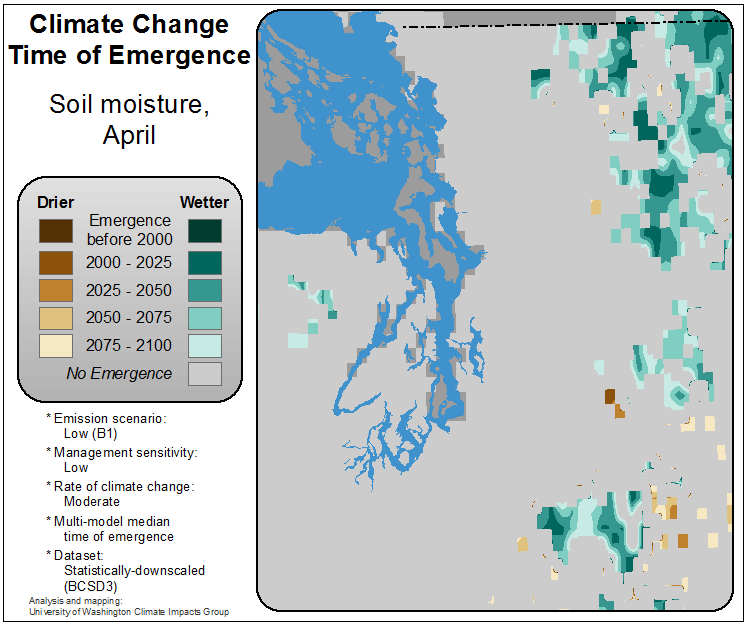 Climate Change
Time of Emergence
Soil moisture,
April
Drier
Wetter
Emergence
before 2000
2000 - 2025
2025 - 2050
2050 - 2075
2075 - 2100
No Emergence
* Emission scenario:
Low (B1)
* Management sensitivity:
Low
* Rate of climate change:
Moderate
* Multi-model median
time of emergence
* Dataset:
Statistically-downscaled
(BCSD3)
Analysis and mapping:
University of Washington Climate Impacts Group